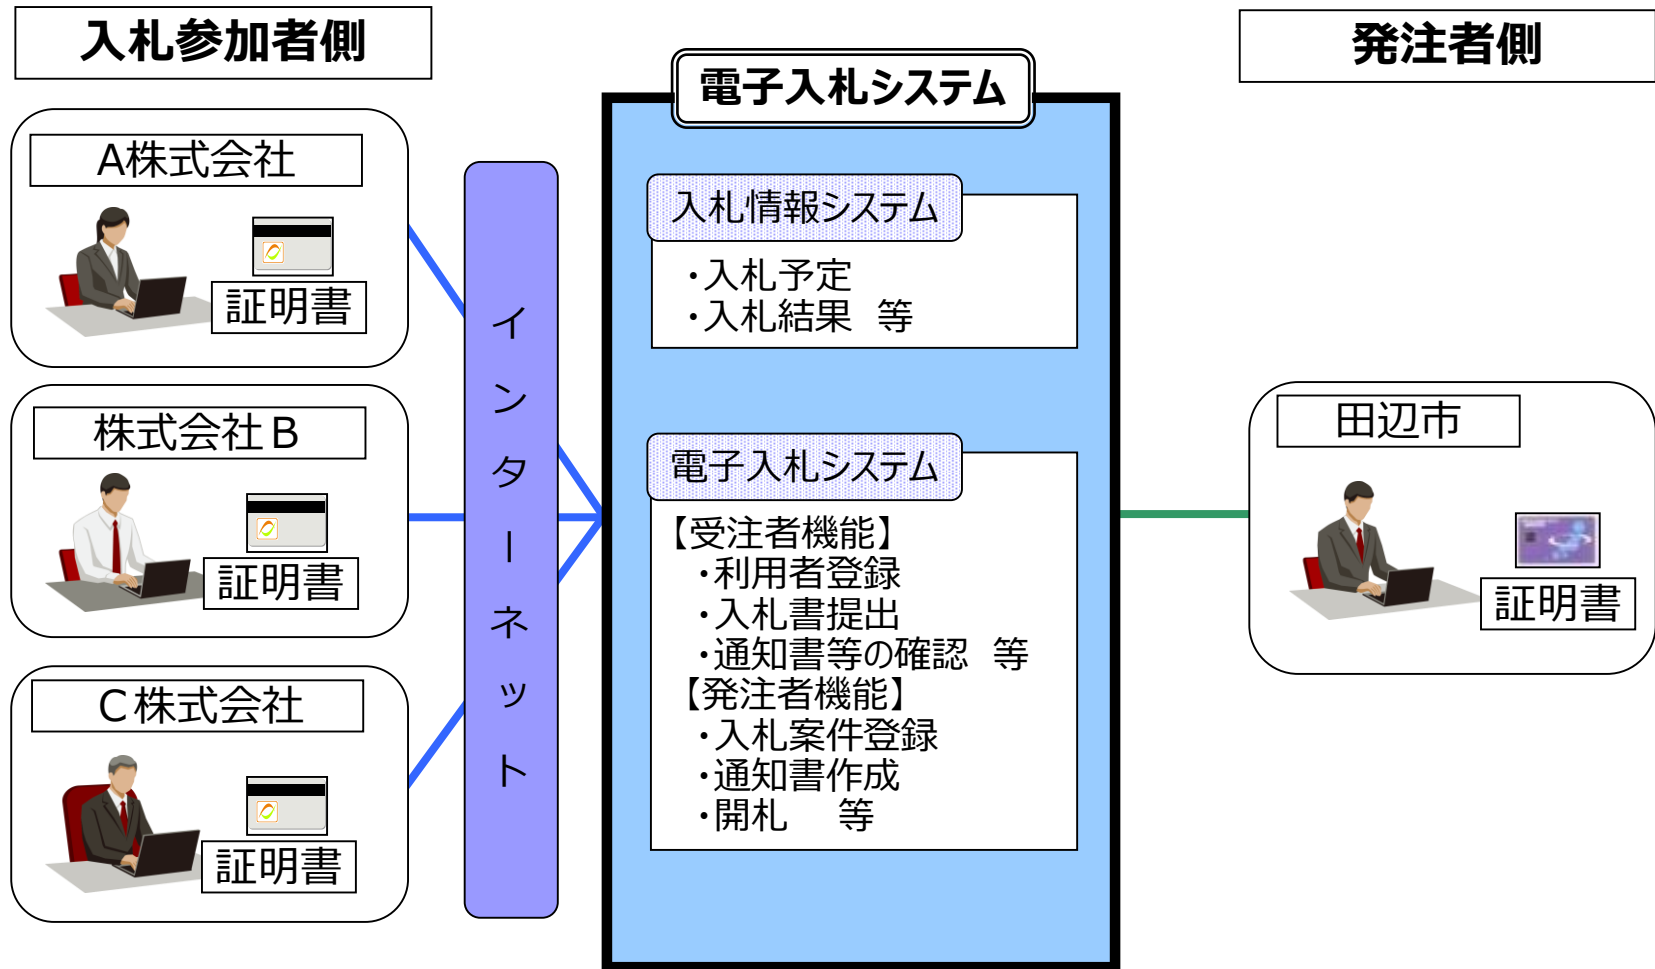 入札参加者側
A株式会社
証明書
株式会社Ｂ
証明書
Ｃ株式会社
証明書
インターネット
電子入札システム
入札情報システム
・入札予定
・入札結果　等
電子入札システム
【受注者機能】
・利用者登録
・入札書提出
・通知書等の確認　等
【発注者機能】
・入札案件登録
・通知書作成
・開札　　等
発注者側
田辺市
証明書